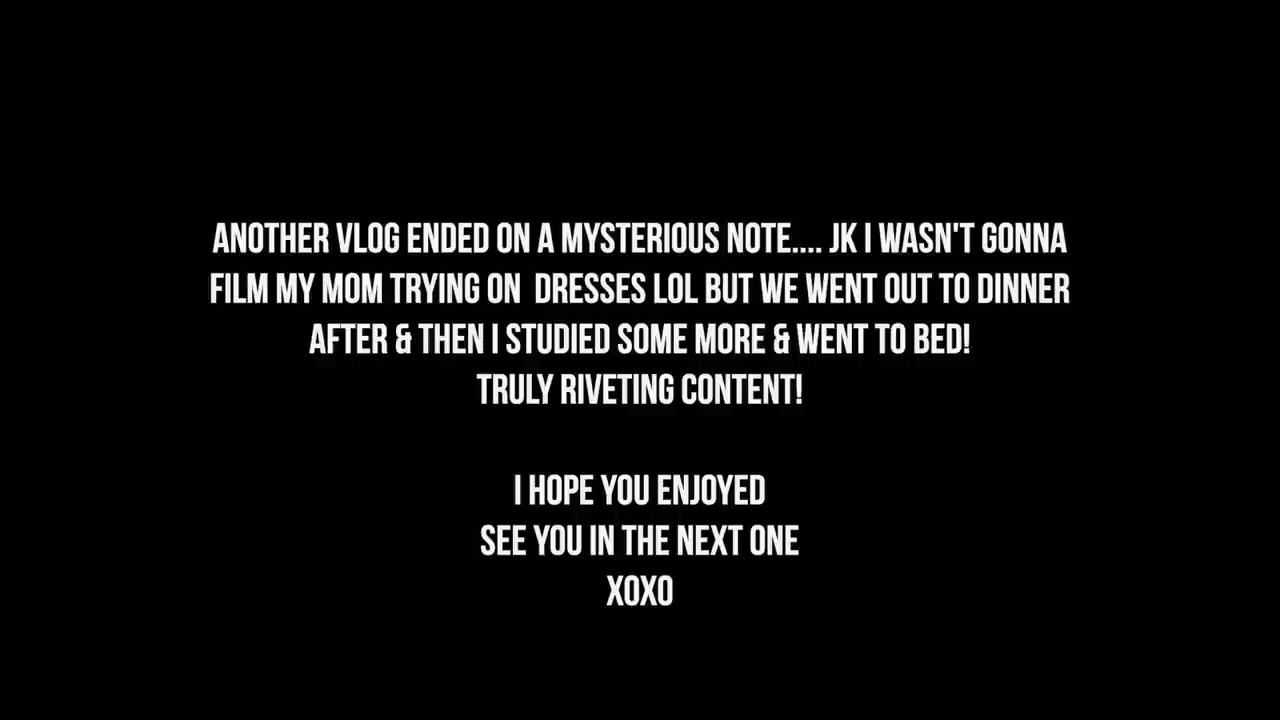 ANOTHER VLOG ENDED ON A MYSTERIOUS NOTE.... JK I WASN'T GONNA
FILM MY MOM TRYING ON  DRESSES LOL BUT WE WENT OUT TO DINNER
AFTER & THEN I STUDIED SOME MORE & WENT TO BED!
TRULY RIVETING CONTENT!
I HOPE YOU ENJOYED
SEE YOU IN THE NEXT ONE
XOXO